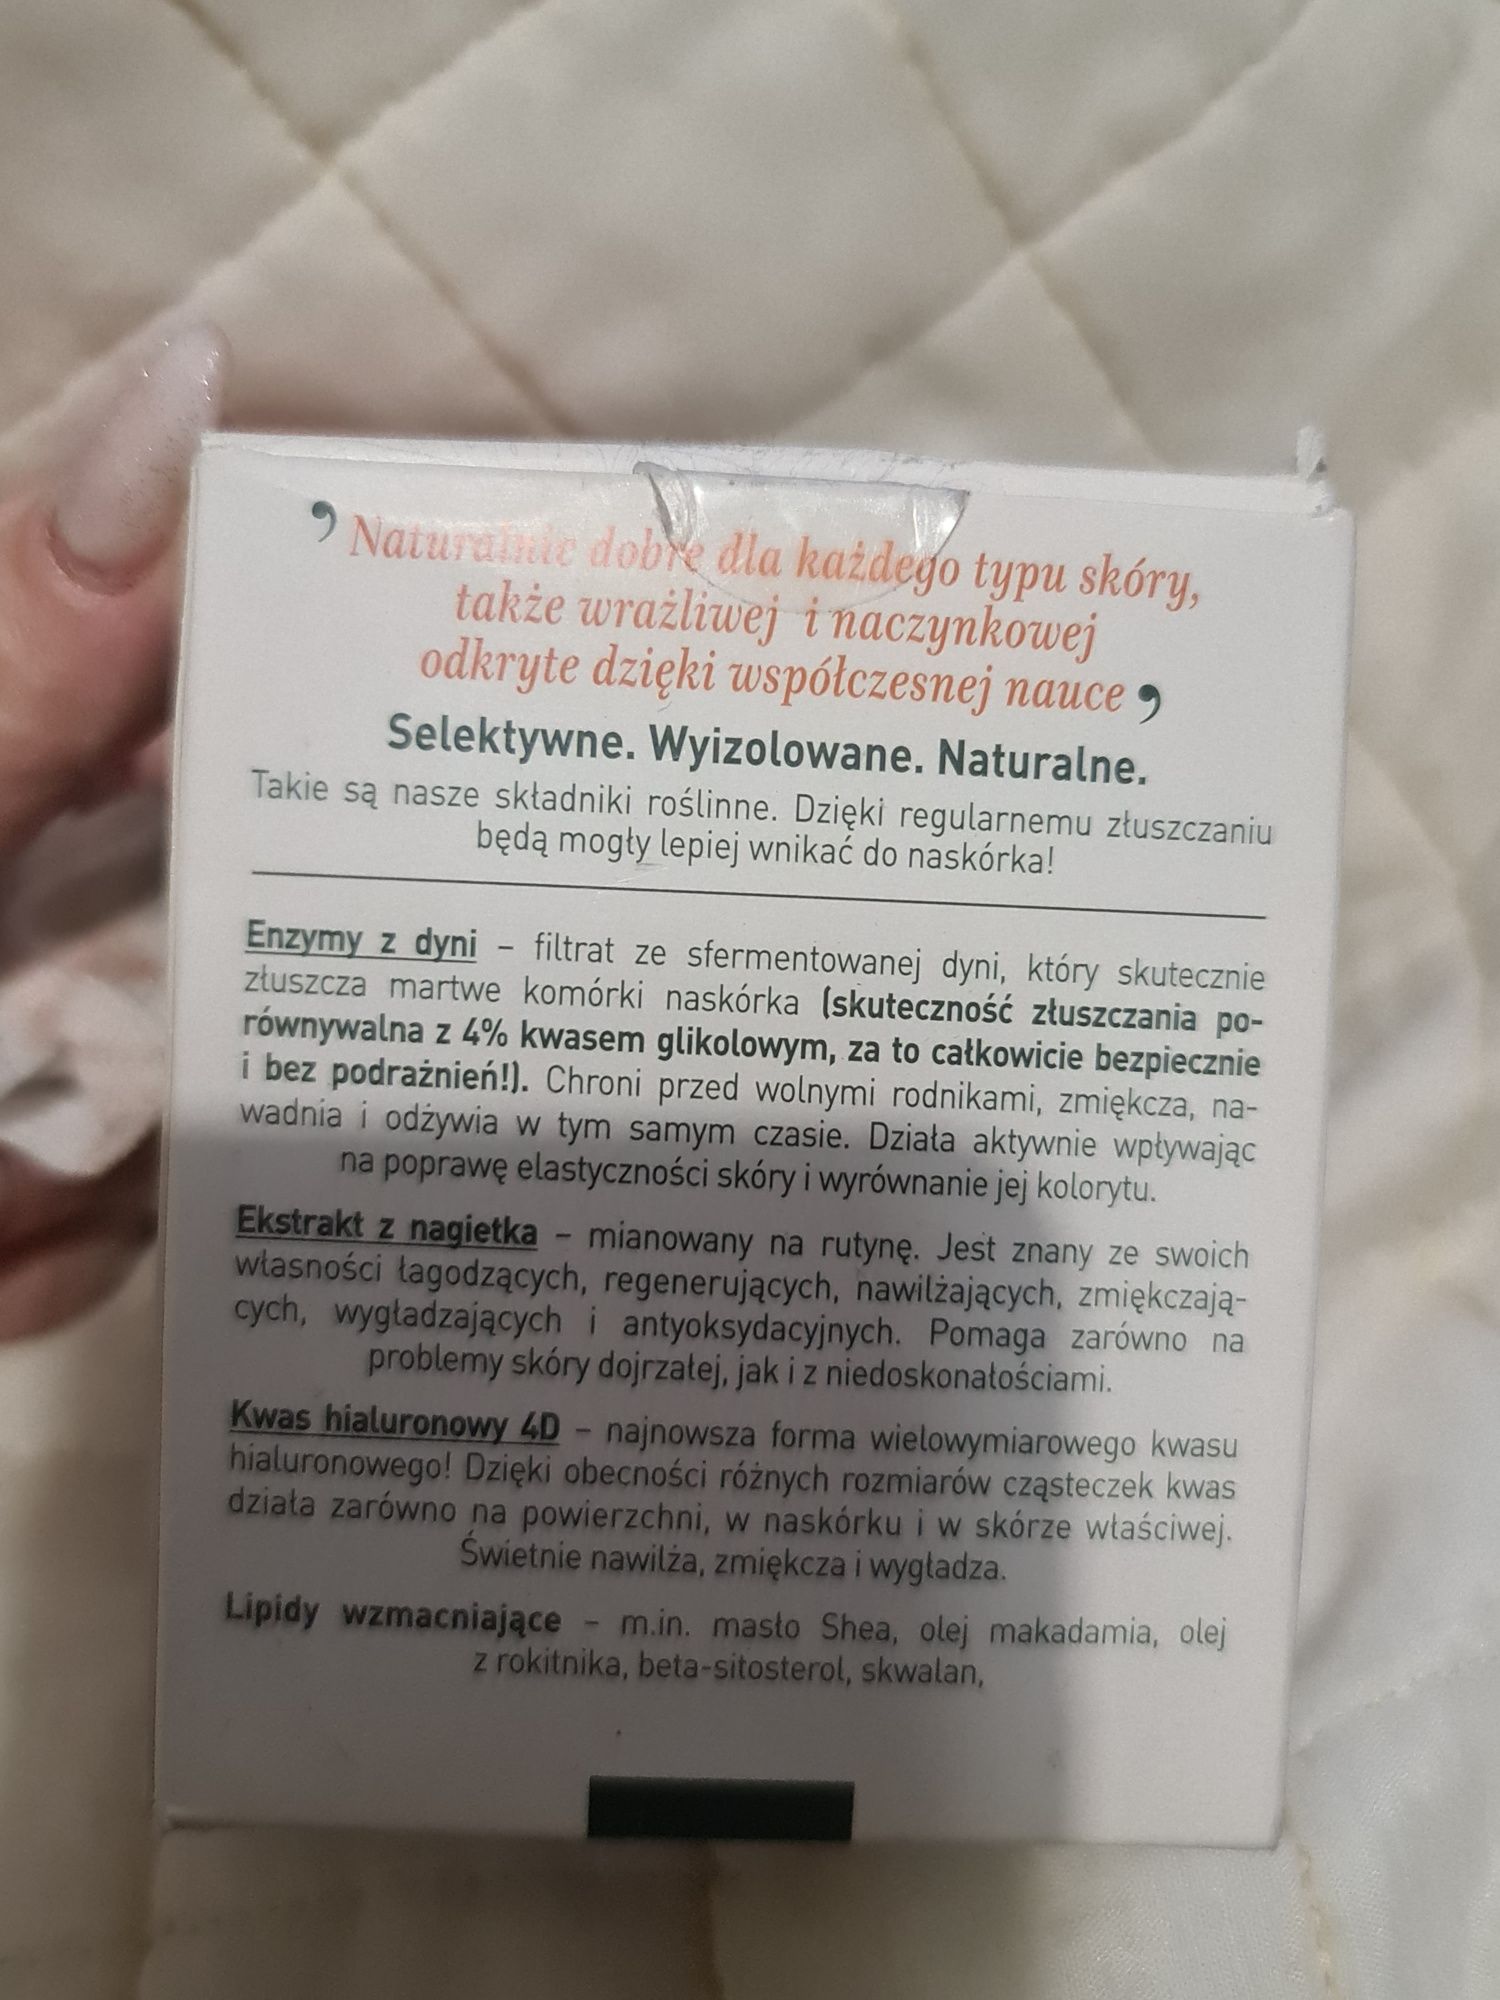 ’ Naturalnie dobre dla każdego typu skóry,
także wrażliwej i naczynkowej
odkryte dzięki współczesnej nauce ’
Selektywne. Wyizolowane. Naturalne.
Takie są nasze składniki roślinne. Dzięki regularnemu złuszczaniu
będą mogły lepiej wnikać do naskórka!
Enzymy z dyni – filtrat ze sfermentowanej dyni, który skutecznie
złuszcza martwe komórki naskórka (skuteczność złuszczania po-
równywalna z 4% kwasem glikolowym, za to całkowicie bezpiecznie
i bez podrażnień!). Chroni przed wolnymi rodnikami, zmiękcza, na-
wadnia i odżywia w tym samym czasie. Działa aktywnie wpływając
na poprawę elastyczności skóry i wyrównanie jej kolorytu.
Ekstrakt z nagietka – mianowany na rutynę. Jest znany ze swoich
własności łagodzących, regenerujących, nawilżających, zmiękczają-
cych, wygładzających i antyoksydacyjnych. Pomaga zarówno na
problemy skóry dojrzałej, jak i z niedoskonałościami.
Kwas hialuronowy 4D – najnowsza forma wielowymiarowego kwasu
hialuronowego! Dzięki obecności różnych rozmiarów cząsteczek kwas
działa zarówno na powierzchni, w naskórku i w skórze właściwej.
Świetnie nawilża, zmiękcza i wygładza.
Lipidy wzmacniające – m.in. masło Shea, olej makadamia, olej
z rokitnika, beta-sitosterol, skwalan,